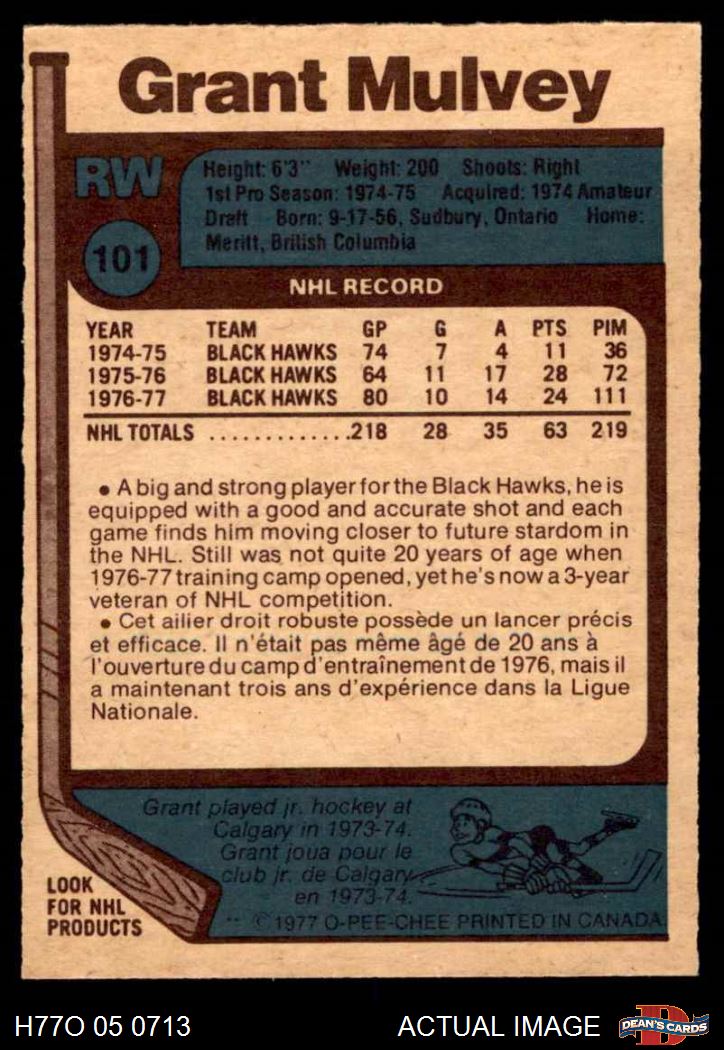 Grant Mulvey
RW
Height: 6'3" Weight: 200 Shoots: Right
1st Pro Season: 1974-75 Acquired: 1974 Amateur
Draft Born: 9-17-56, Sudbury, Ontario Home:
Meritt, British Columbia
101
NHL RECORD
YEAR TEAM GP G A PTS PIM
1974-75 BLACK HAWKS 74 7 4 11 36
1975-76 BLACK HAWKS 64 11 17 28 72
1976-77 BLACK HAWKS 80 10 14 24 111
NHL TOTALS .............218 28 35 63 219
• A big and strong player for the Black Hawks, he is
equipped with a good and accurate shot and each
game finds him moving closer to future stardom in
the NHL. Still was not quite 20 years of age when
1976-77 training camp opened, yet he's now a 3-year
veteran of NHL competition.
• Cet ailier droit robuste possède un lancer précis
et efficace. Il n'était pas même âgé de 20 ans à
l'ouverture du camp d'entraînement de 1976, mais il
a maintenant trois ans d'expérience dans la Ligue
Nationale.
Grant played jr. hockey at
Calgary in 1973-74.
Grant joua pour le
club jr. de Calgary
en 1973-74.
LOOK
FOR NHL
PRODUCTS
** © 1977 O-PEE-CHEE PRINTED IN CANADA
H77O 05 0713
ACTUAL IMAGE
D
DEAN'S CARDS